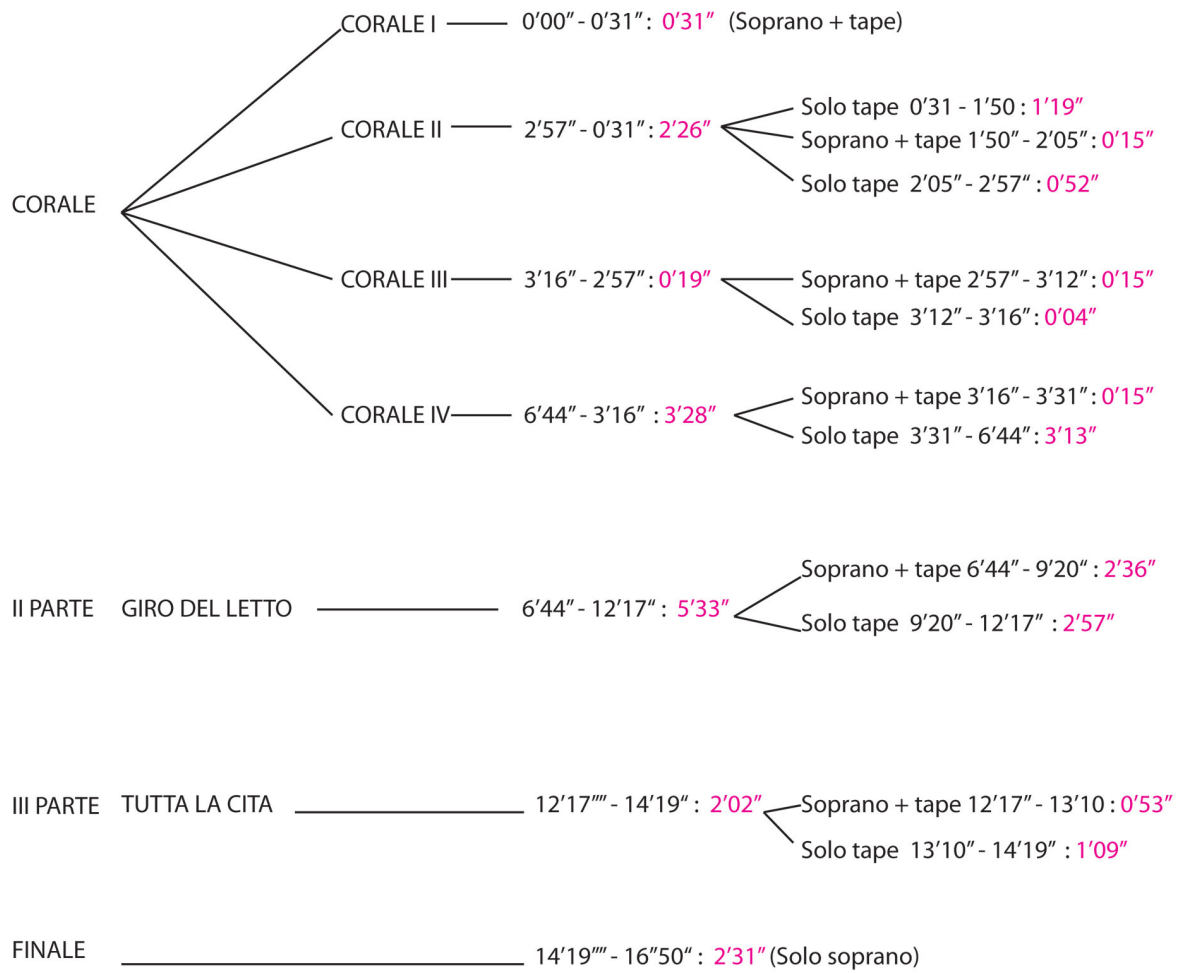 CORALE I 0′00″ - 0′31″ : 0′31″ (Soprano + tape)
Solo tape 0′31 - 1′50 : 1′19″
CORALE II 2′57″ - 0′31″ : 2′26″
Soprano + tape 1′50″ - 2′05″ : 0′15″
Solo tape 2′05″ - 2′57“ : 0′52″
CORALE
CORALE III 3′16″ - 2′57″ : 0′19″ Soprano + tape 2′57″ - 3′12″ : 0′15″
Solo tape 3′12″ - 3′16″ : 0′04″
Soprano + tape 3′16″ - 3′31″ : 0′15″
CORALE IV 6′44″ - 3′16″ : 3′28″
Solo tape 3′31″ - 6′44″ : 3′13″
Soprano + tape 6′44″ - 9′20“ : 2′36″
II PARTE GIRO DEL LETTO 6′44″ - 12′17“ : 5′33″
Solo tape 9′20″ - 12′17″ : 2′57″
III PARTE TUTTA LA CITA 12′17″″ - 14′19“ : 2′02″ Soprano + tape 12′17″ - 13′10 : 0′53″
Solo tape 13′10″ - 14′19″ : 1′09″
FINALE 14′19″″ - 16″50“ : 2′31″ (Solo soprano)